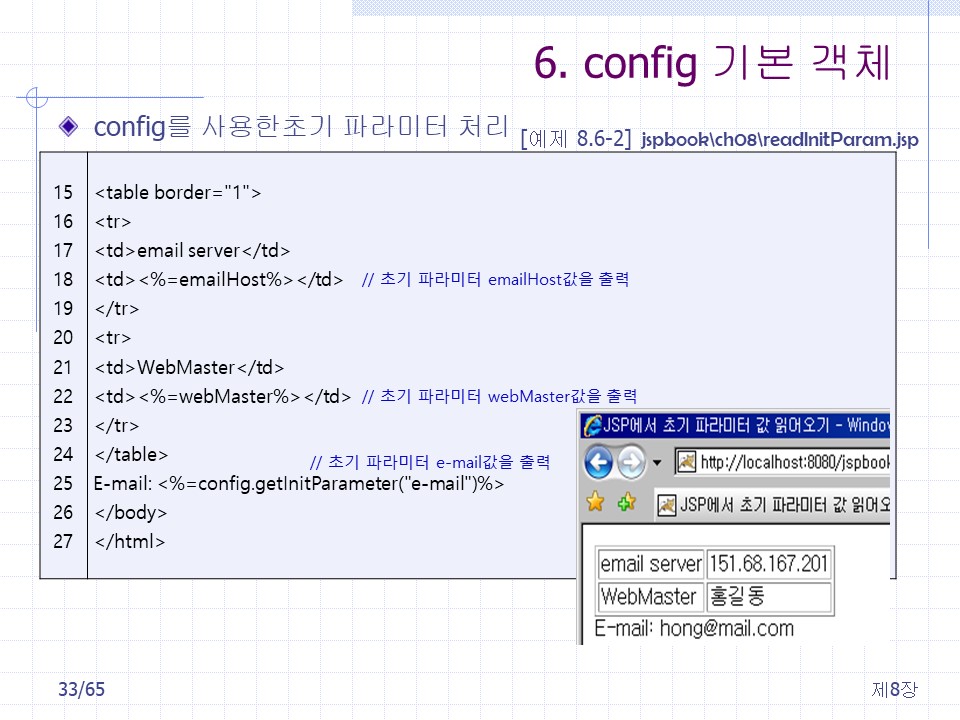 6. config 기본 객체
config를 사용한초기 파라미터 처리
[예제 8.6-2] jspbook\ch08\readInitParam.jsp
15 <table border="1">
16 <tr>
17 <td>email server</td>
18 <td><%=emailHost%></td> // 초기 파라미터 emailHost값을 출력
19 </tr>
20 <tr>
21 <td>WebMaster</td>
22 <td><%=webMaster%></td> // 초기 파라미터 webMaster값을 출력
23 </tr>
24 </table>
// 초기 파라미터 e-mail값을 출력
25 E-mail: <%=config.getInitParameter("e-mail")%>
26 </body>
27 </html>
JSP에서 초기 파라미터 값 읽어오기 - Window
http://localhost:8080/jspbook
JSP에서 초기 파라미터 값 읽어오
email server 151.68.167.201
WebMaster 홍길동
E-mail: hong@mail.com
33/65
제8장